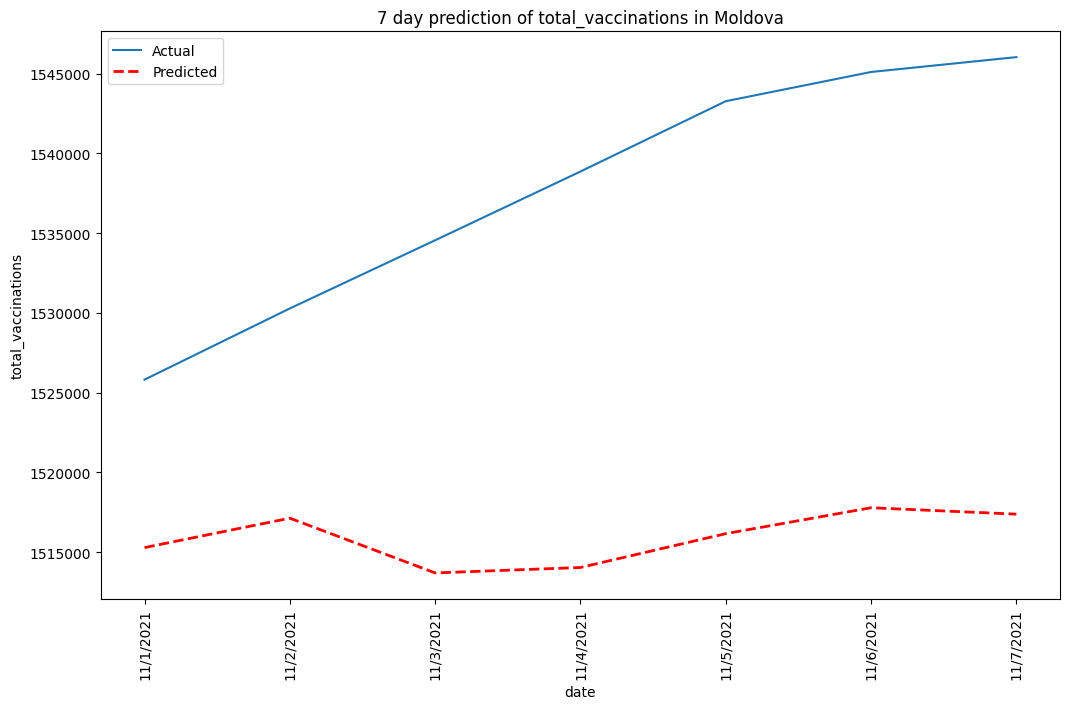 7 day prediction of total_vaccinations in Moldova
Actual
Predicted
1545000
1540000
1535000
1530000
1525000
1520000
1515000
total_vaccinations
11/1/2021
11/2/2021
11/3/2021
11/4/2021
11/5/2021
11/6/2021
11/7/2021
date